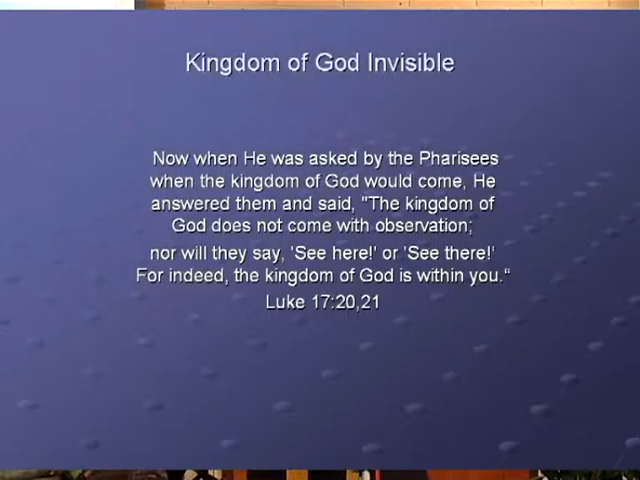 Kingdom of God Invisible
Now when He was asked by the Pharisees
when the kingdom of God would come, He
answered them and said, "The kingdom of
God does not come with observation;
nor will they say, 'See here!' or 'See there!'
For indeed, the kingdom of God is within you."
Luke 17:20,21